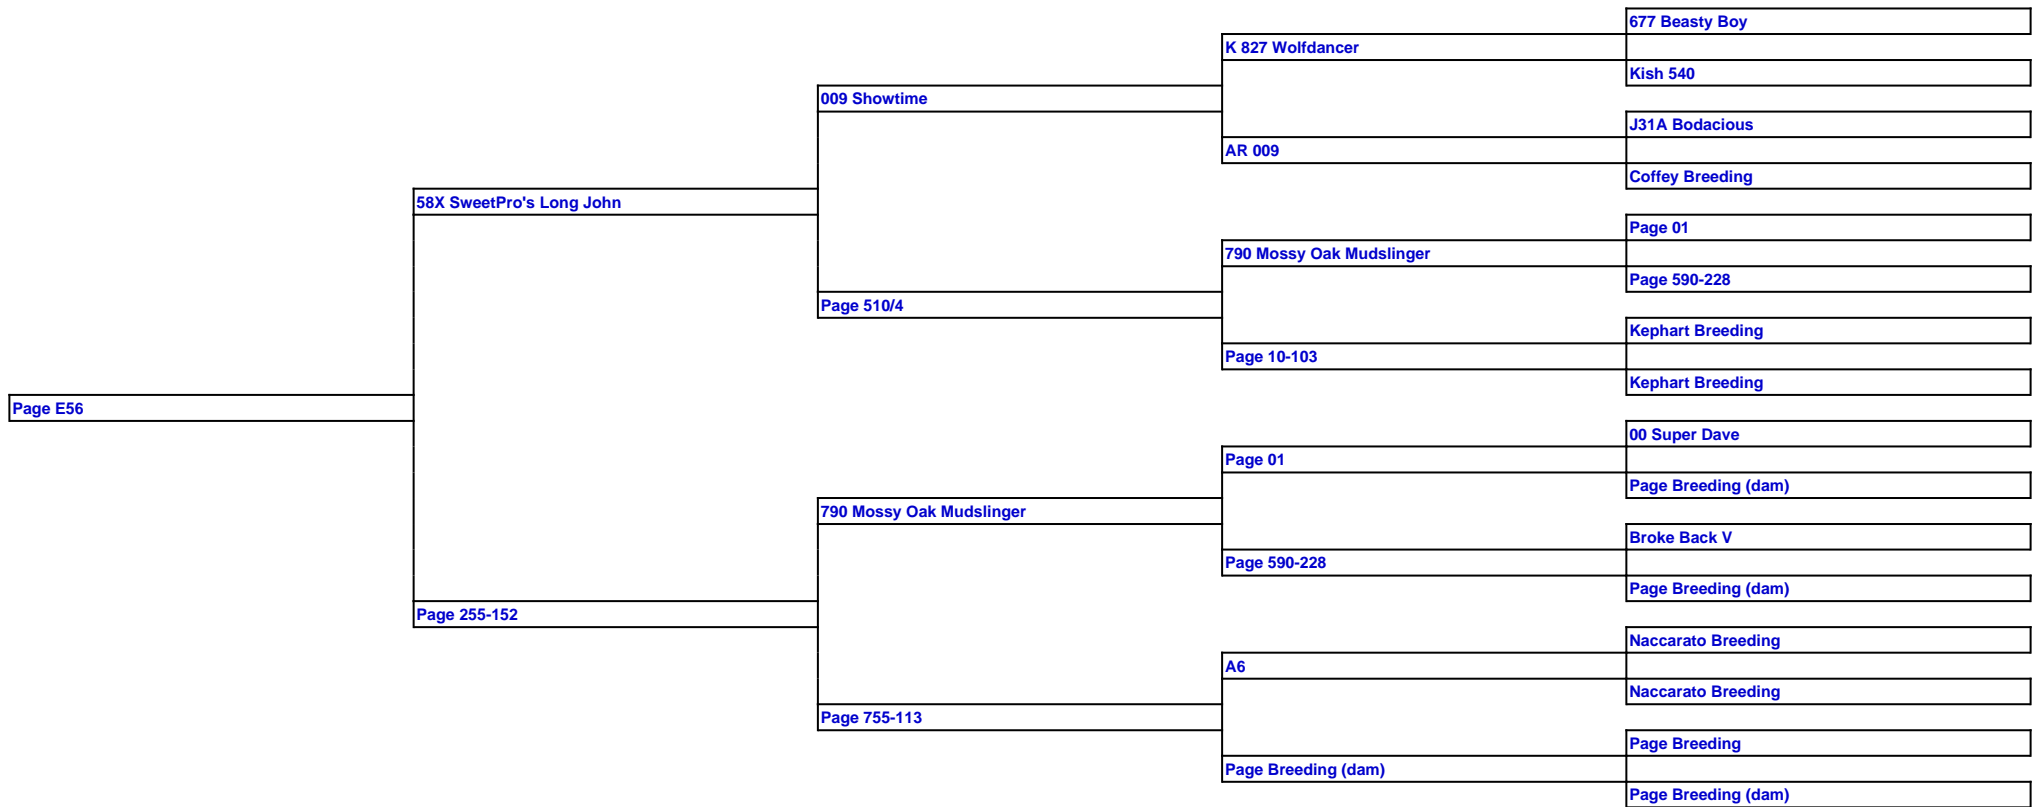 677 Beasty Boy
K 827 Wolfdancer
Kish 540
009 Showtime
J31A Bodacious
AR 009
Coffey Breeding
58X SweetPro's Long John
Page 01
790 Mossy Oak Mudslinger
Page 590-228
Page 510/4
Kephart Breeding
Page 10-103
Kephart Breeding
Page E56
00 Super Dave
Page 01
Page Breeding (dam)
790 Mossy Oak Mudslinger
Broke Back V
Page 590-228
Page Breeding (dam)
Page 255-152
Naccarato Breeding
A6
Naccarato Breeding
Page 755-113
Page Breeding
Page Breeding (dam)
Page Breeding (dam)